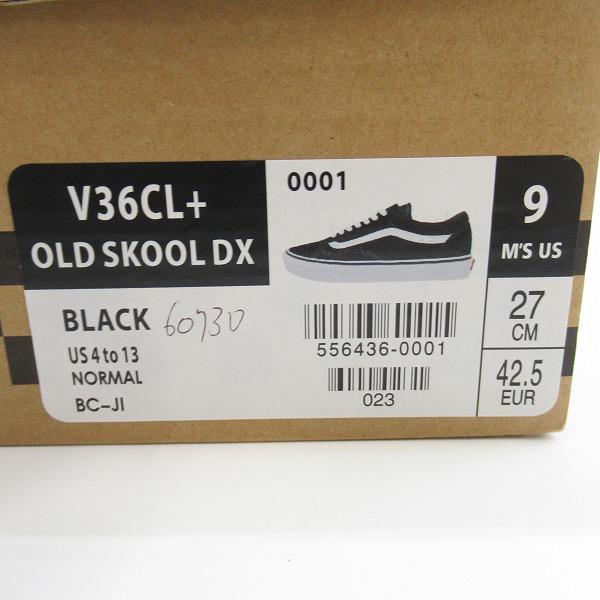 V36CL+
OLD SKOOL DX
BLACK 60730
US 4 to 13
NORMAL
BC-JI
0001
556436-0001
023
9
M'S US
27
CM
42.5
EUR